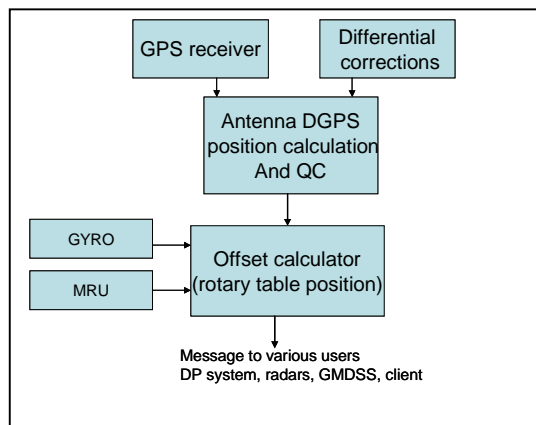 GPS receiver
Differential
corrections
Antenna DGPS
position calculation
And QC
GYRO
MRU
Offset calculator
(rotary table position)
Message to various users
DP system, radars, GMDSS, client